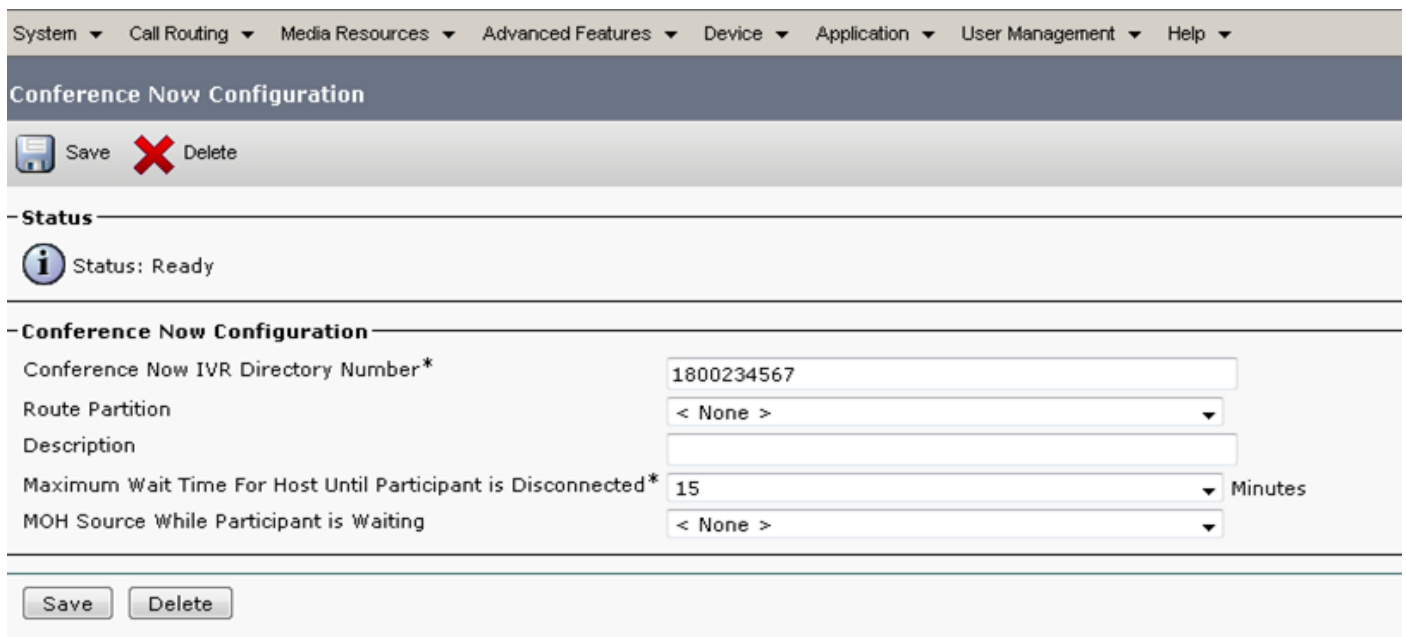 System Call Routing Media Resources Advanced Features Device Application User Management Help
Conference Now Configuration
Save Delete
Status
Status: Ready
Conference Now Configuration
Conference Now IVR Directory Number* 1800234567
Route Partition < None >
Description
Maximum Wait Time For Host Until Participant is Disconnected* 15 Minutes
MOH Source While Participant is Waiting < None >
Save Delete